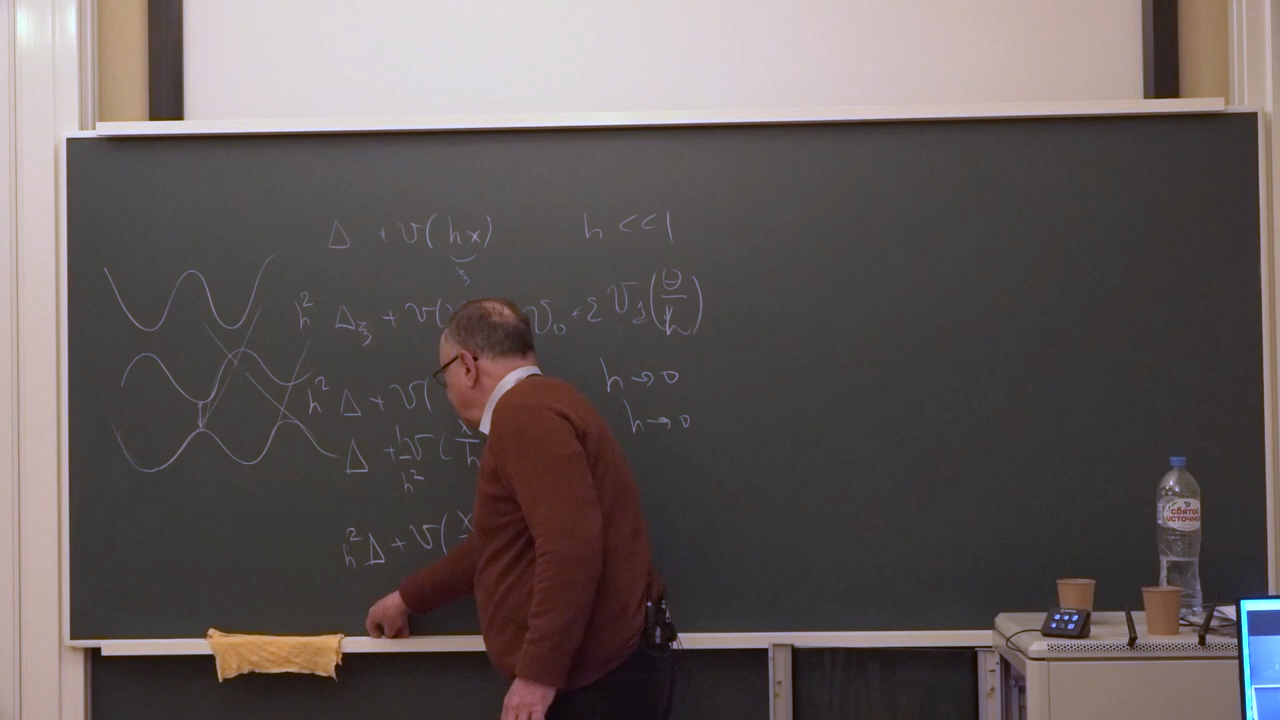 Δ + v(hx)   h << 1
ξ
h² Δξ + v(   v₀ + ε v₁(θ/h)
h² Δ + v(   h → 0
Δ + 1/h² v(x/h   h → 0
h² Δ + v(x
СВЯТОЙ
ИСТОЧНИК